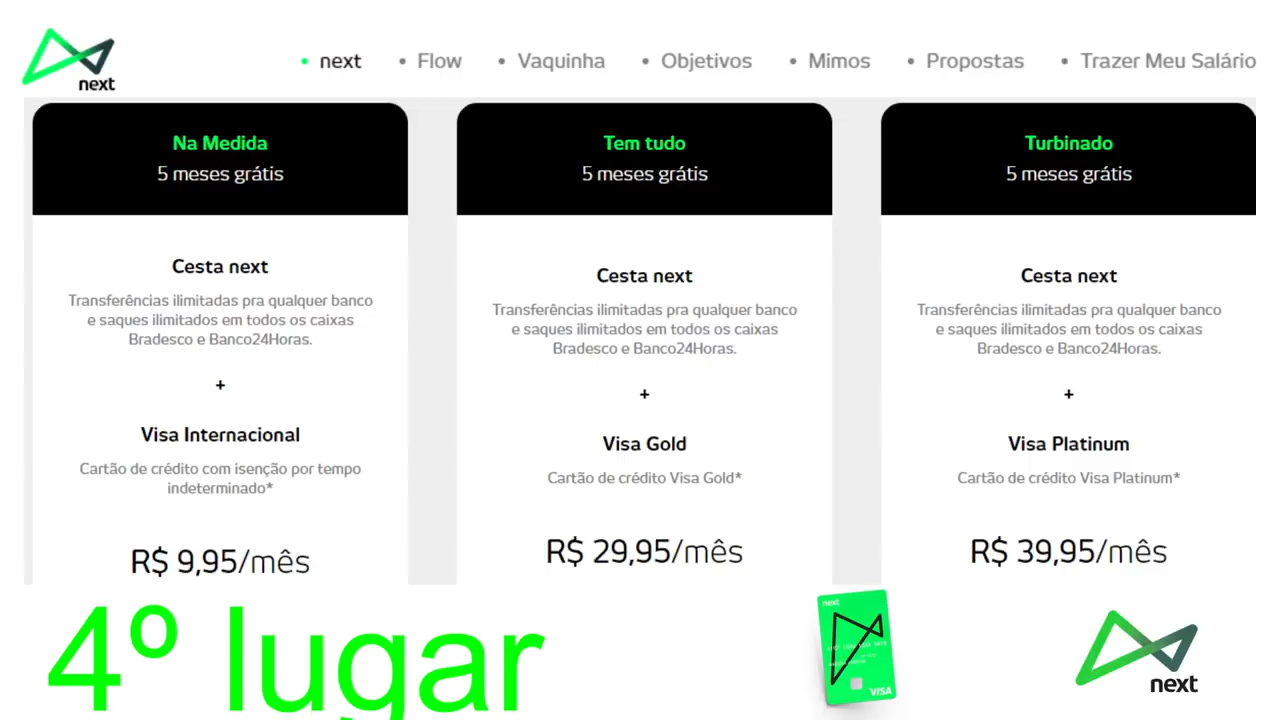 next
• next
• Flow
• Vaquinha
• Objetivos
• Mimos
• Propostas
• Trazer Meu Salário
Na Medida
5 meses grátis
Cesta next
Transferências ilimitadas pra qualquer banco
e saques ilimitados em todos os caixas
Bradesco e Banco24Horas.
+
Visa Internacional
Cartão de crédito com isenção por tempo
indeterminado*
R$ 9,95/mês
Tem tudo
5 meses grátis
Cesta next
Transferências ilimitadas pra qualquer banco
e saques ilimitados em todos os caixas
Bradesco e Banco24Horas.
+
Visa Gold
Cartão de crédito Visa Gold*
R$ 29,95/mês
Turbinado
5 meses grátis
Cesta next
Transferências ilimitadas pra qualquer banco
e saques ilimitados em todos os caixas
Bradesco e Banco24Horas.
+
Visa Platinum
Cartão de crédito Visa Platinum*
R$ 39,95/mês
4º lugar
next
VISA
next